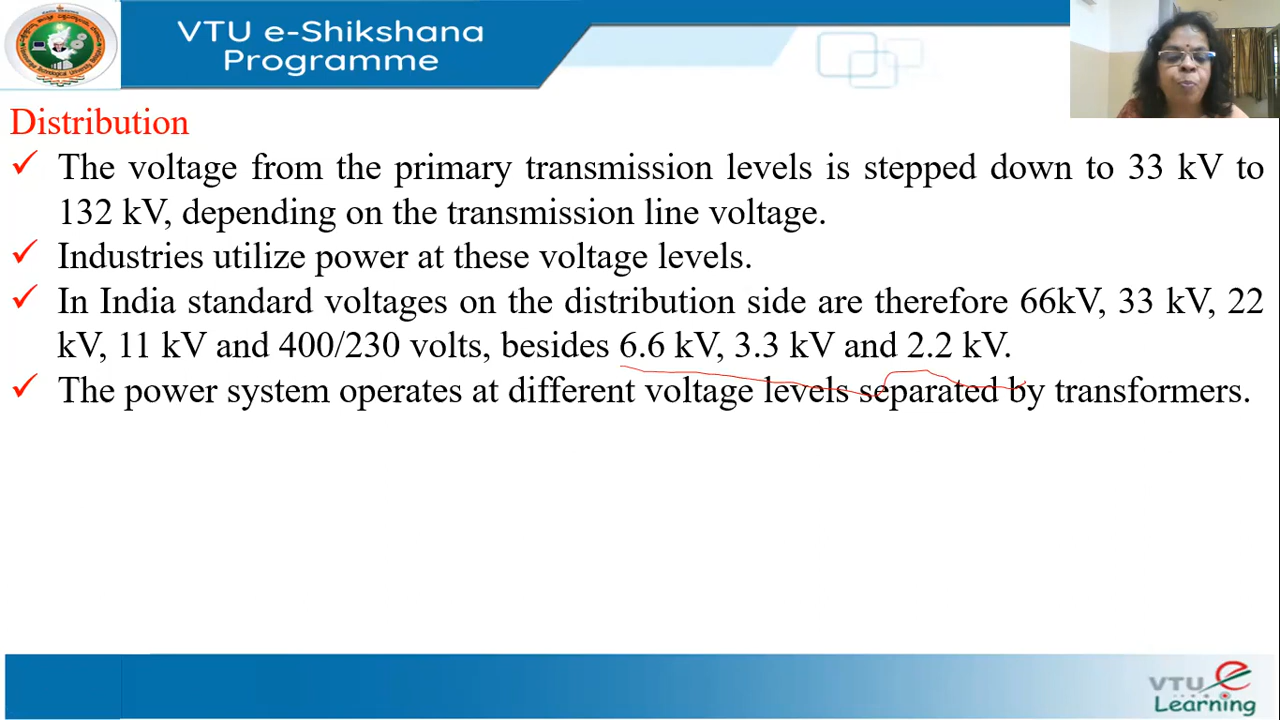 VTU e-Shikshana
Programme
Distribution
✓ The voltage from the primary transmission levels is stepped down to 33 kV to
132 kV, depending on the transmission line voltage.
✓ Industries utilize power at these voltage levels.
✓ In India standard voltages on the distribution side are therefore 66kV, 33 kV, 22
kV, 11 kV and 400/230 volts, besides 6.6 kV, 3.3 kV and 2.2 kV.
✓ The power system operates at different voltage levels separated by transformers.
VTU e
Learning